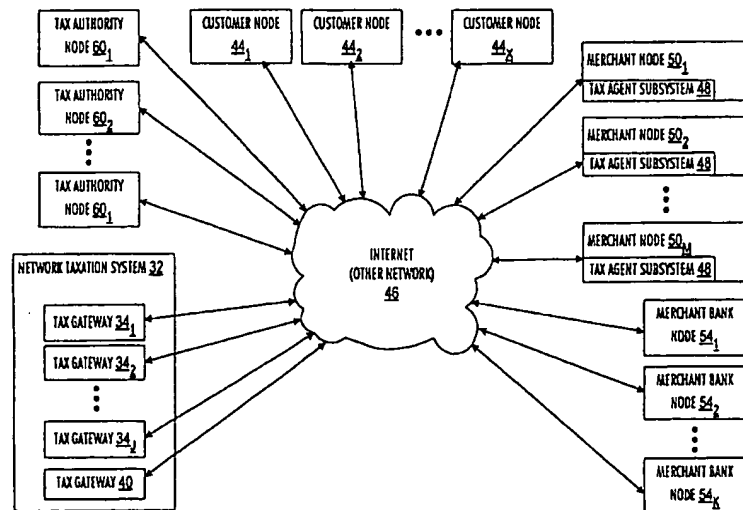 TAX AUTHORITY
NODE 60₁
TAX AUTHORITY
NODE 60₂
TAX AUTHORITY
NODE 60₁
CUSTOMER NODE
44₁
CUSTOMER NODE
44₂
CUSTOMER NODE
44ₓ
MERCHANT NODE 50₁
TAX AGENT SUBSYSTEM 48
MERCHANT NODE 50₂
TAX AGENT SUBSYSTEM 48
MERCHANT NODE 50_M
TAX AGENT SUBSYSTEM 48
INTERNET
(OTHER NETWORK)
46
NETWORK TAXATION SYSTEM 32
TAX GATEWAY 34₁
TAX GATEWAY 34₂
TAX GATEWAY 34_J
TAX GATEWAY 40
MERCHANT BANK
NODE 54₁
MERCHANT BANK
NODE 54₂
MERCHANT BANK
NODE 54_K